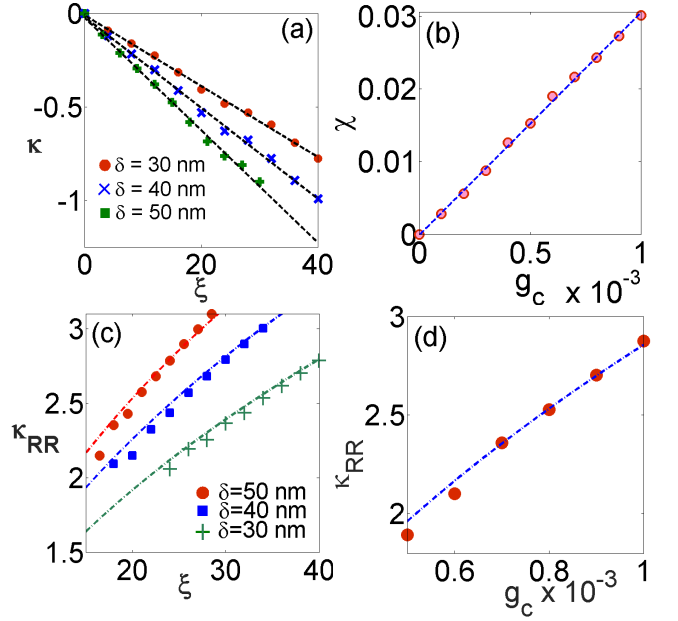 0
-0.5
-1
κ
(a)
δ = 30 nm
δ = 40 nm
δ = 50 nm
0 20 40
ξ
0.03
0.02
0.01
0
χ
(b)
0 0.5 1
g_c x 10⁻³
3
2.5
2
1.5
κ_RR
(c)
δ=50 nm
δ=40 nm
δ=30 nm
20 30 40
ξ
3
2.5
2
κ_RR
(d)
0.6 0.8 1
g_c x 10⁻³